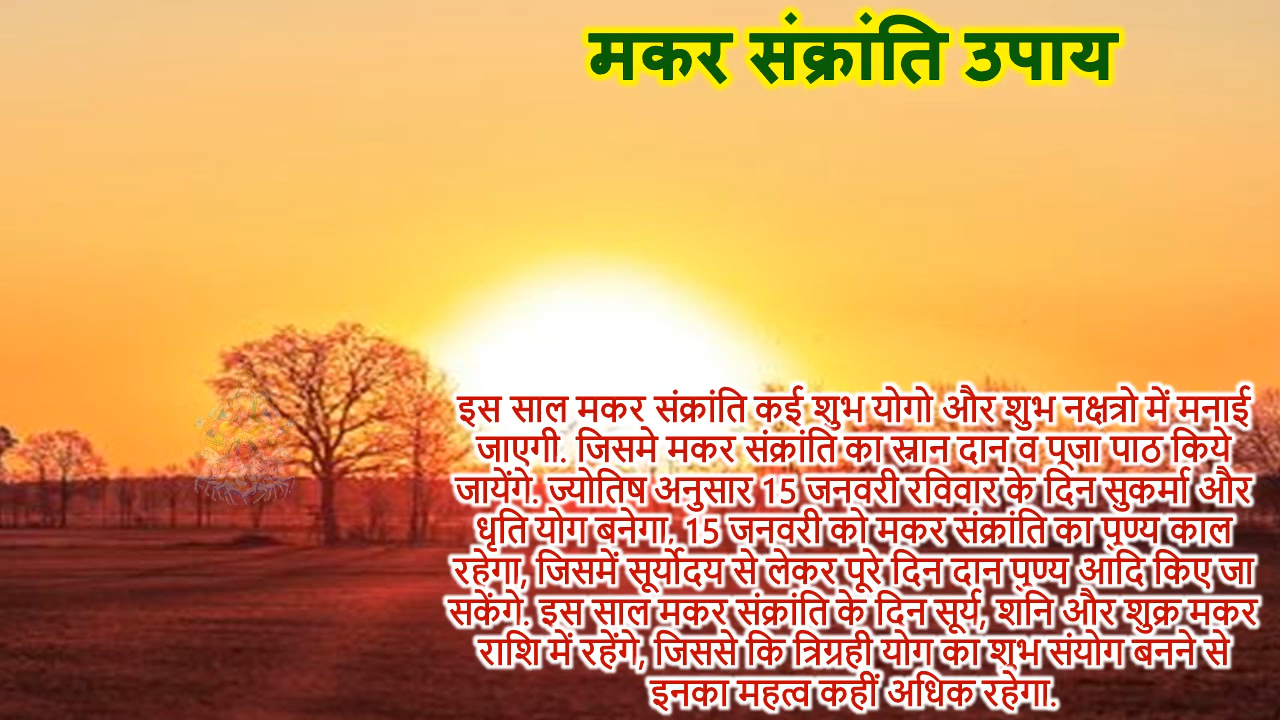 मकर संक्रांति उपाय
इस साल मकर संक्रांति कई शुभ योगो और शुभ नक्षत्रो में मनाई
जाएगी. जिसमे मकर संक्रांति का स्नान दान व पूजा पाठ किये
जायेंगे. ज्योतिष अनुसार 15 जनवरी रविवार के दिन सुकर्मा और
धृति योग बनेगा. 15 जनवरी को मकर संक्रांति का पुण्य काल
रहेगा, जिसमें सूर्योदय से लेकर पूरे दिन दान पुण्य आदि किए जा
सकेंगे. इस साल मकर संक्रांति के दिन सूर्य, शनि और शुक्र मकर
राशि में रहेंगे, जिससे कि त्रिग्रही योग का शुभ संयोग बनने से
इनका महत्व कहीं अधिक रहेगा.